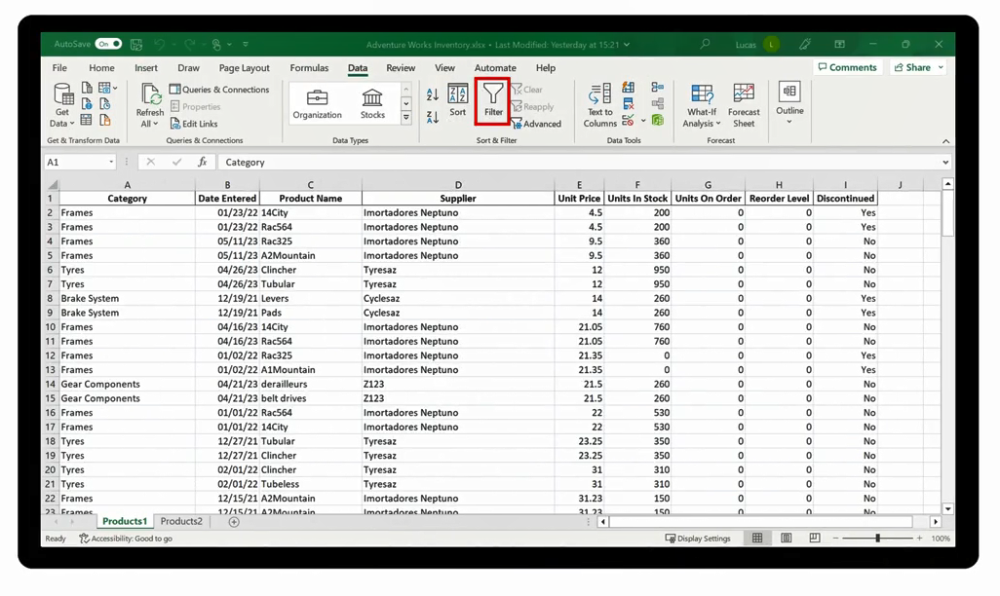 AutoSave On Adventure Works Inventory.xlsx • Last Modified: Yesterday at 15:21 Lucas L
File Home Insert Draw Page Layout Formulas Data Review View Automate Help Comments Share
Get Data
Refresh All
Queries & Connections
Properties
Edit Links
Organization Stocks
Sort
Filter
Clear
Reapply
Advanced
Text to Columns
What-If Analysis
Forecast Sheet
Outline
Get & Transform Data Queries & Connections Data Types Sort & Filter Data Tools Forecast
A1 fx Category
A B C D E F G H I J
1 Category Date Entered Product Name Supplier Unit Price Units In Stock Units On Order Reorder Level Discontinued
2 Frames 01/23/22 14City Imortadores Neptuno 4.5 200 0 0 Yes
3 Frames 01/23/22 Rac564 Imortadores Neptuno 4.5 200 0 0 Yes
4 Frames 05/11/23 Rac325 Imortadores Neptuno 9.5 360 0 0 No
5 Frames 05/11/23 A2Mountain Imortadores Neptuno 9.5 360 0 0 No
6 Tyres 04/26/23 Clincher Tyresaz 12 950 0 0 No
7 Tyres 04/26/23 Tubular Tyresaz 12 950 0 0 No
8 Brake System 12/19/21 Levers Cyclesaz 14 260 0 0 Yes
9 Brake System 12/19/21 Pads Cyclesaz 14 260 0 0 Yes
10 Frames 04/16/23 14City Imortadores Neptuno 21.05 760 0 0 No
11 Frames 04/16/23 Rac564 Imortadores Neptuno 21.05 760 0 0 No
12 Frames 01/02/22 Rac325 Imortadores Neptuno 21.35 0 0 0 Yes
13 Frames 01/02/22 A1Mountain Imortadores Neptuno 21.35 0 0 0 Yes
14 Gear Components 04/21/23 derailleurs Z123 21.5 260 0 0 No
15 Gear Components 04/21/23 belt drives Z123 21.5 260 0 0 No
16 Frames 01/01/22 Rac564 Imortadores Neptuno 22 530 0 0 No
17 Frames 01/01/22 14City Imortadores Neptuno 22 530 0 0 No
18 Tyres 12/27/21 Tubular Tyresaz 23.25 350 0 0 No
19 Tyres 12/27/21 Clincher Tyresaz 23.25 350 0 0 No
20 Tyres 02/01/22 Clincher Tyresaz 31 310 0 0 No
21 Tyres 02/01/22 Tubeless Tyresaz 31 310 0 0 No
22 Frames 12/15/21 A2Mountain Imortadores Neptuno 31.23 150 0 0 No
23 Frames 12/15/21 A2Mountain Imortadores Neptuno 31.23 150 0 0 No
Products1 Products2
Ready Accessibility: Good to go Display Settings 100%